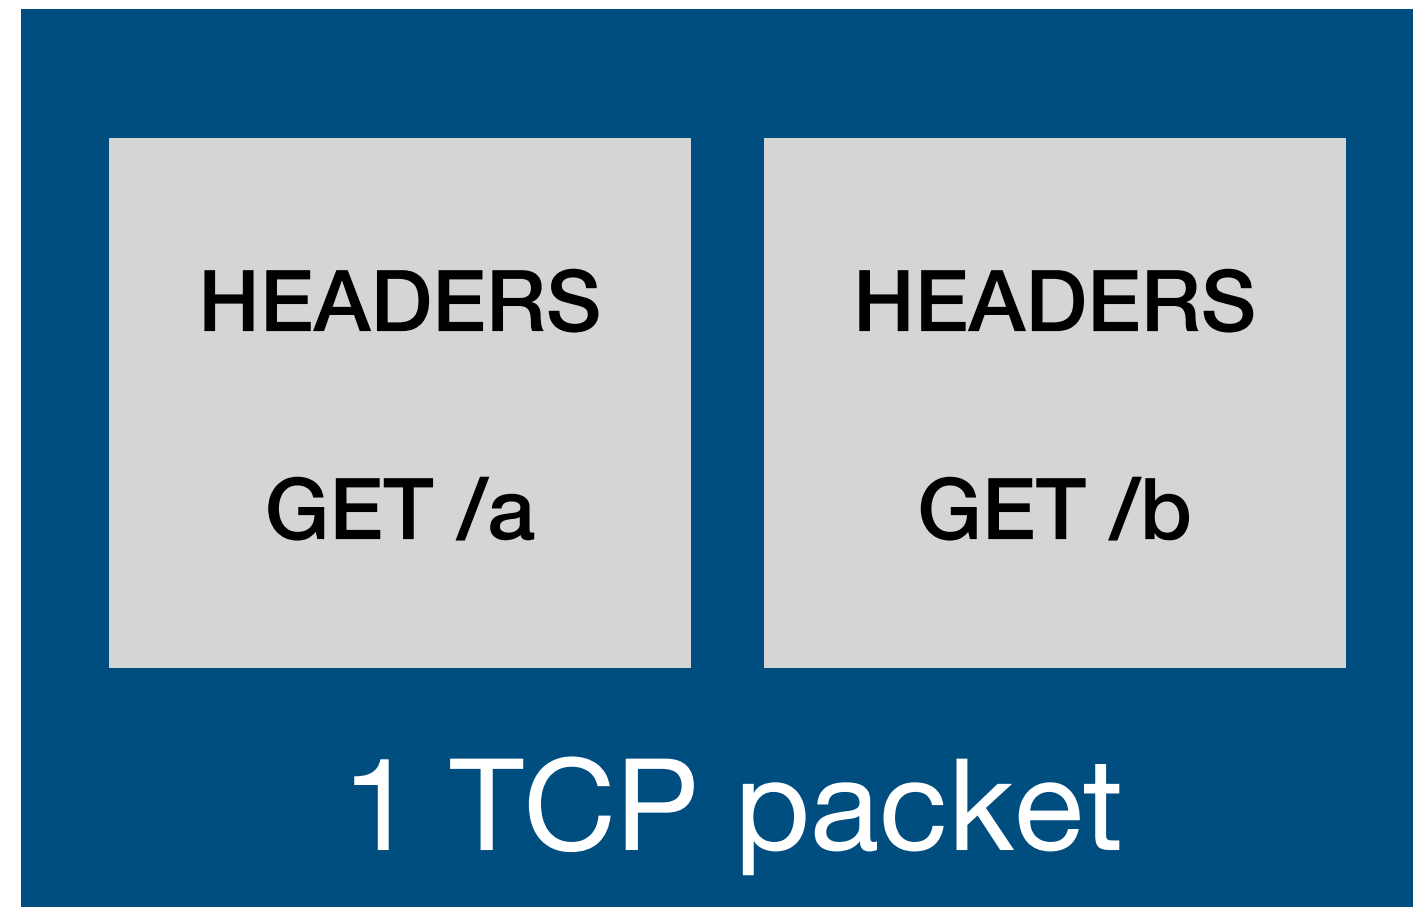 HEADERS
GET /a
HEADERS
GET /b
1 TCP packet